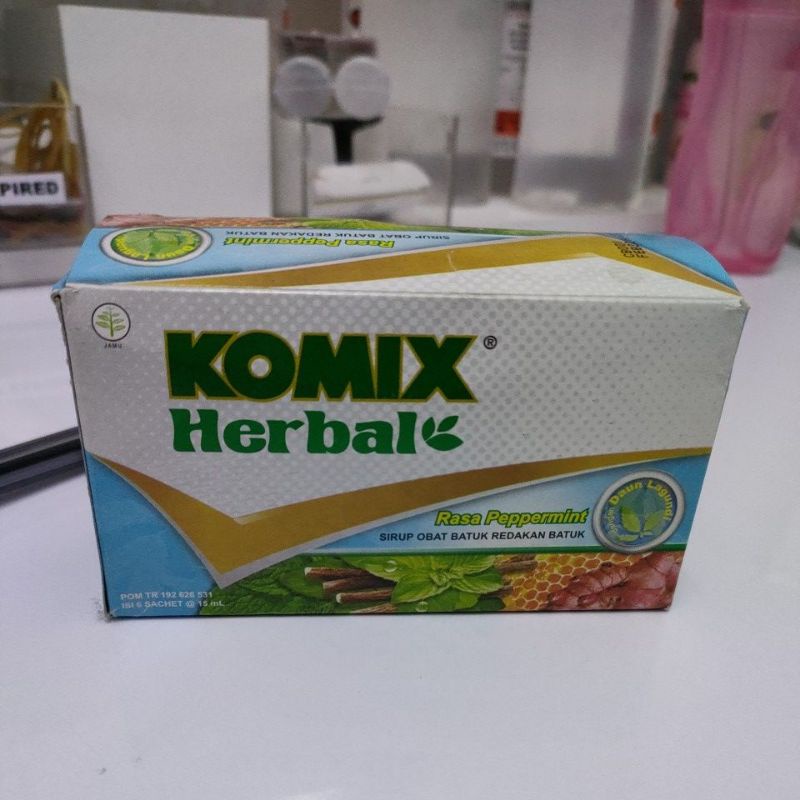 PIRED
Rasa Peppermint
SIRUP OBAT BATUK REDAKAN BATUK
JAMU
KOMIX®
Herbal
Rasa Peppermint
SIRUP OBAT BATUK REDAKAN BATUK
Daun Lagundi
POM TR 192 626 531
ISI 6 SACHET @ 15 mL